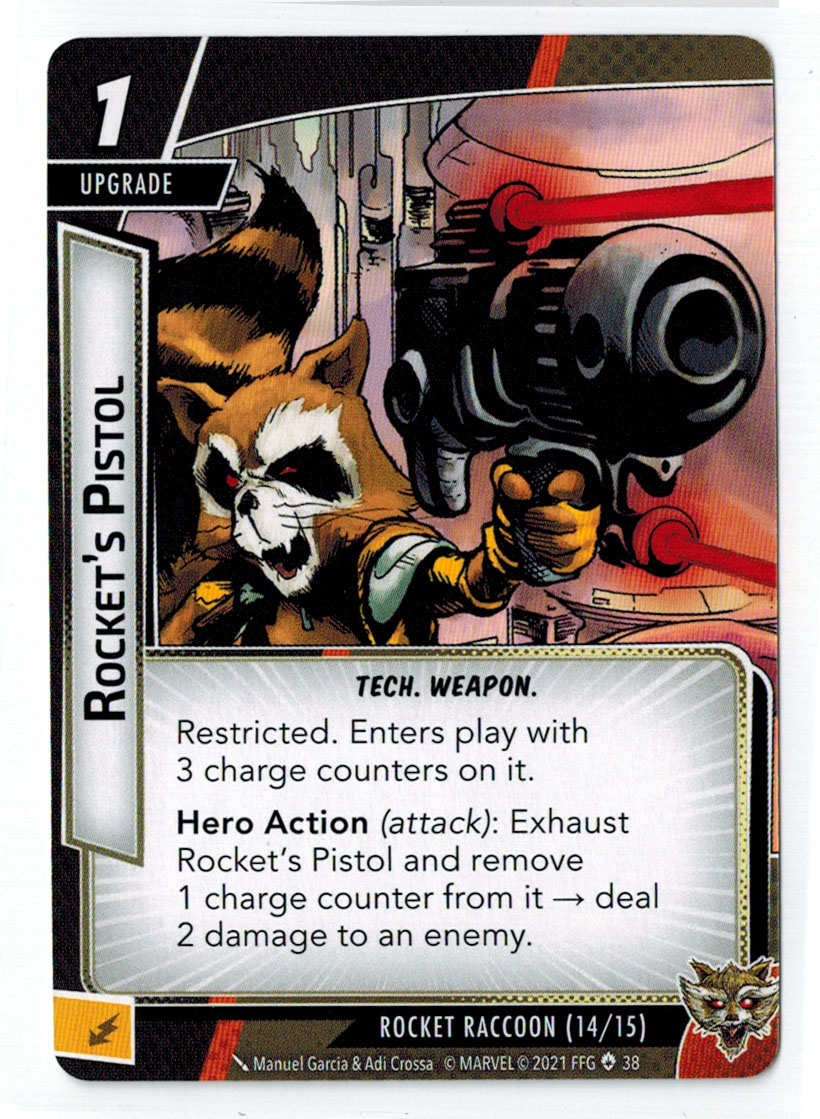 1
UPGRADE
ROCKET'S PISTOL
TECH. WEAPON.
Restricted. Enters play with
3 charge counters on it.
Hero Action (attack): Exhaust
Rocket's Pistol and remove
1 charge counter from it → deal
2 damage to an enemy.
ROCKET RACCOON (14/15)
Manuel Garcia & Adi Crossa © MARVEL © 2021 FFG 38